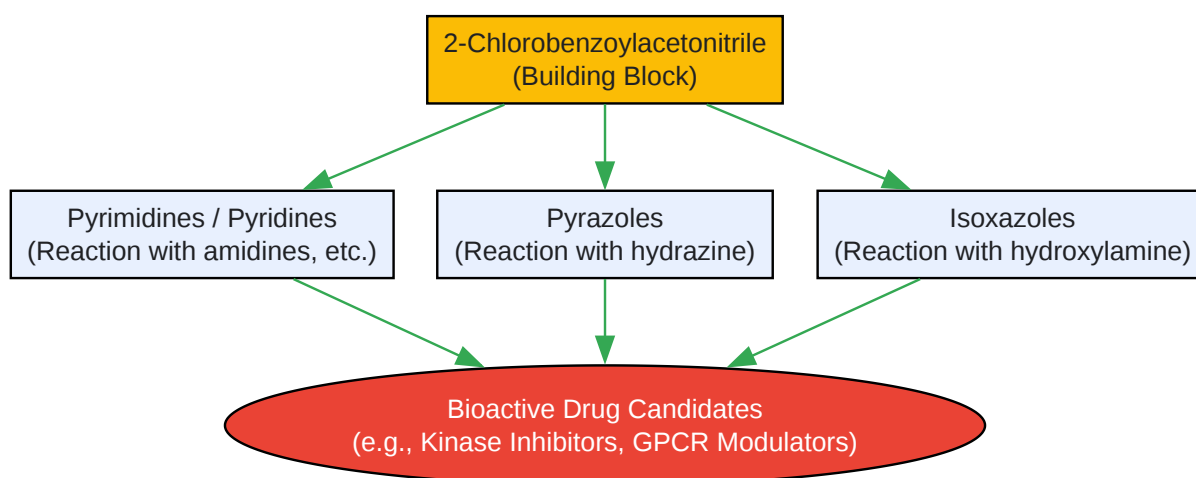 2-Chlorobenzoylacetonitrile
(Building Block)
Pyrimidines / Pyridines
(Reaction with amidines, etc.)
Pyrazoles
(Reaction with hydrazine)
Isoxazoles
(Reaction with hydroxylamine)
Bioactive Drug Candidates
(e.g., Kinase Inhibitors, GPCR Modulators)